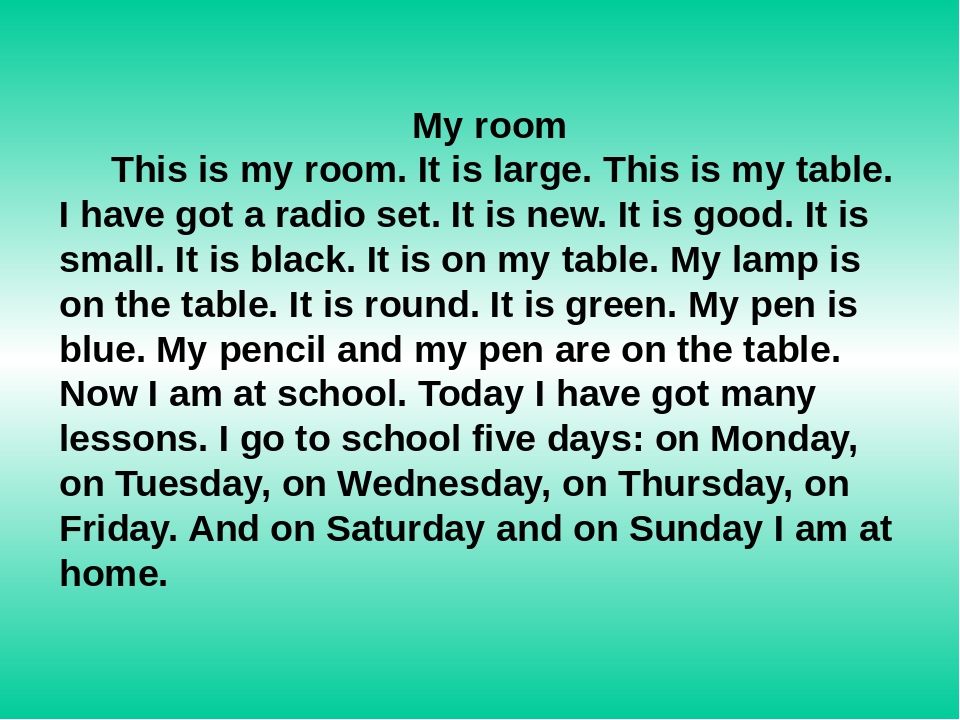 My room
This is my room. It is large. This is my table.
I have got a radio set. It is new. It is good. It is
small. It is black. It is on my table. My lamp is
on the table. It is round. It is green. My pen is
blue. My pencil and my pen are on the table.
Now I am at school. Today I have got many
lessons. I go to school five days: on Monday,
on Tuesday, on Wednesday, on Thursday, on
Friday. And on Saturday and on Sunday I am at
home.